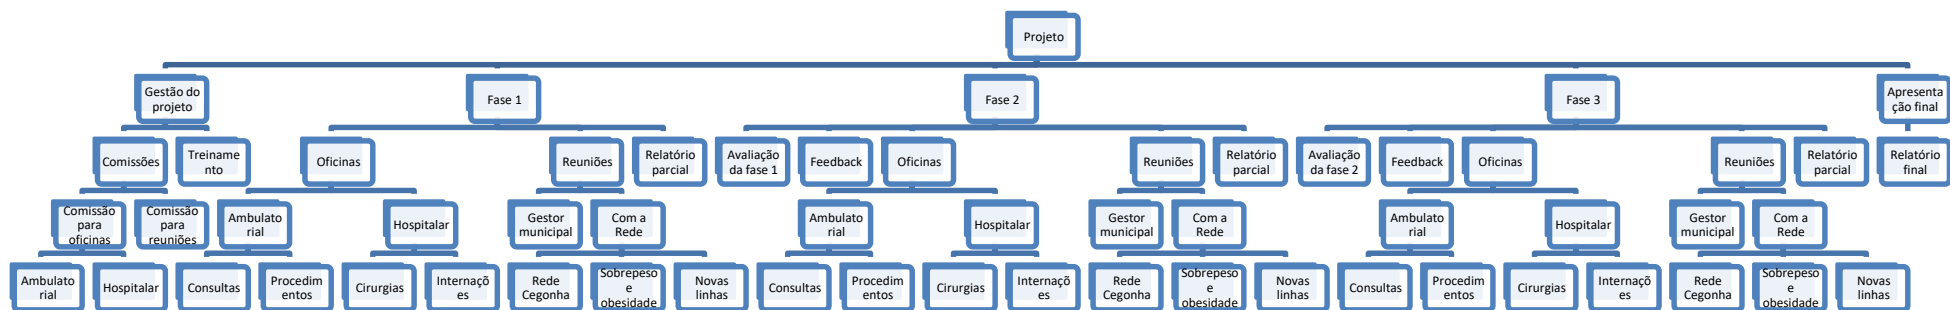 Projeto
Gestão do
projeto
Fase 1
Fase 2
Fase 3
Apresenta
ção final
Comissões
Treiname
nto
Oficinas
Reuniões
Relatório
parcial
Avaliação
da fase 1
Feedback
Oficinas
Reuniões
Relatório
parcial
Avaliação
da fase 2
Feedback
Oficinas
Reuniões
Relatório
parcial
Relatório
final
Comissão
para
oficinas
Comissão
para
reuniões
Ambulato
rial
Hospitalar
Gestor
municipal
Com a
Rede
Ambulato
rial
Hospitalar
Gestor
municipal
Com a
Rede
Ambulato
rial
Hospitalar
Gestor
municipal
Com a
Rede
Ambulato
rial
Hospitalar
Consultas
Procedim
entos
Cirurgias
Internaçõ
es
Rede
Cegonha
Sobrepeso
e
obesidade
Novas
linhas
Consultas
Procedim
entos
Cirurgias
Internaçõ
es
Rede
Cegonha
Sobrepeso
e
obesidade
Novas
linhas
Consultas
Procedim
entos
Cirurgias
Internaçõ
es
Rede
Cegonha
Sobrepeso
e
obesidade
Novas
linhas